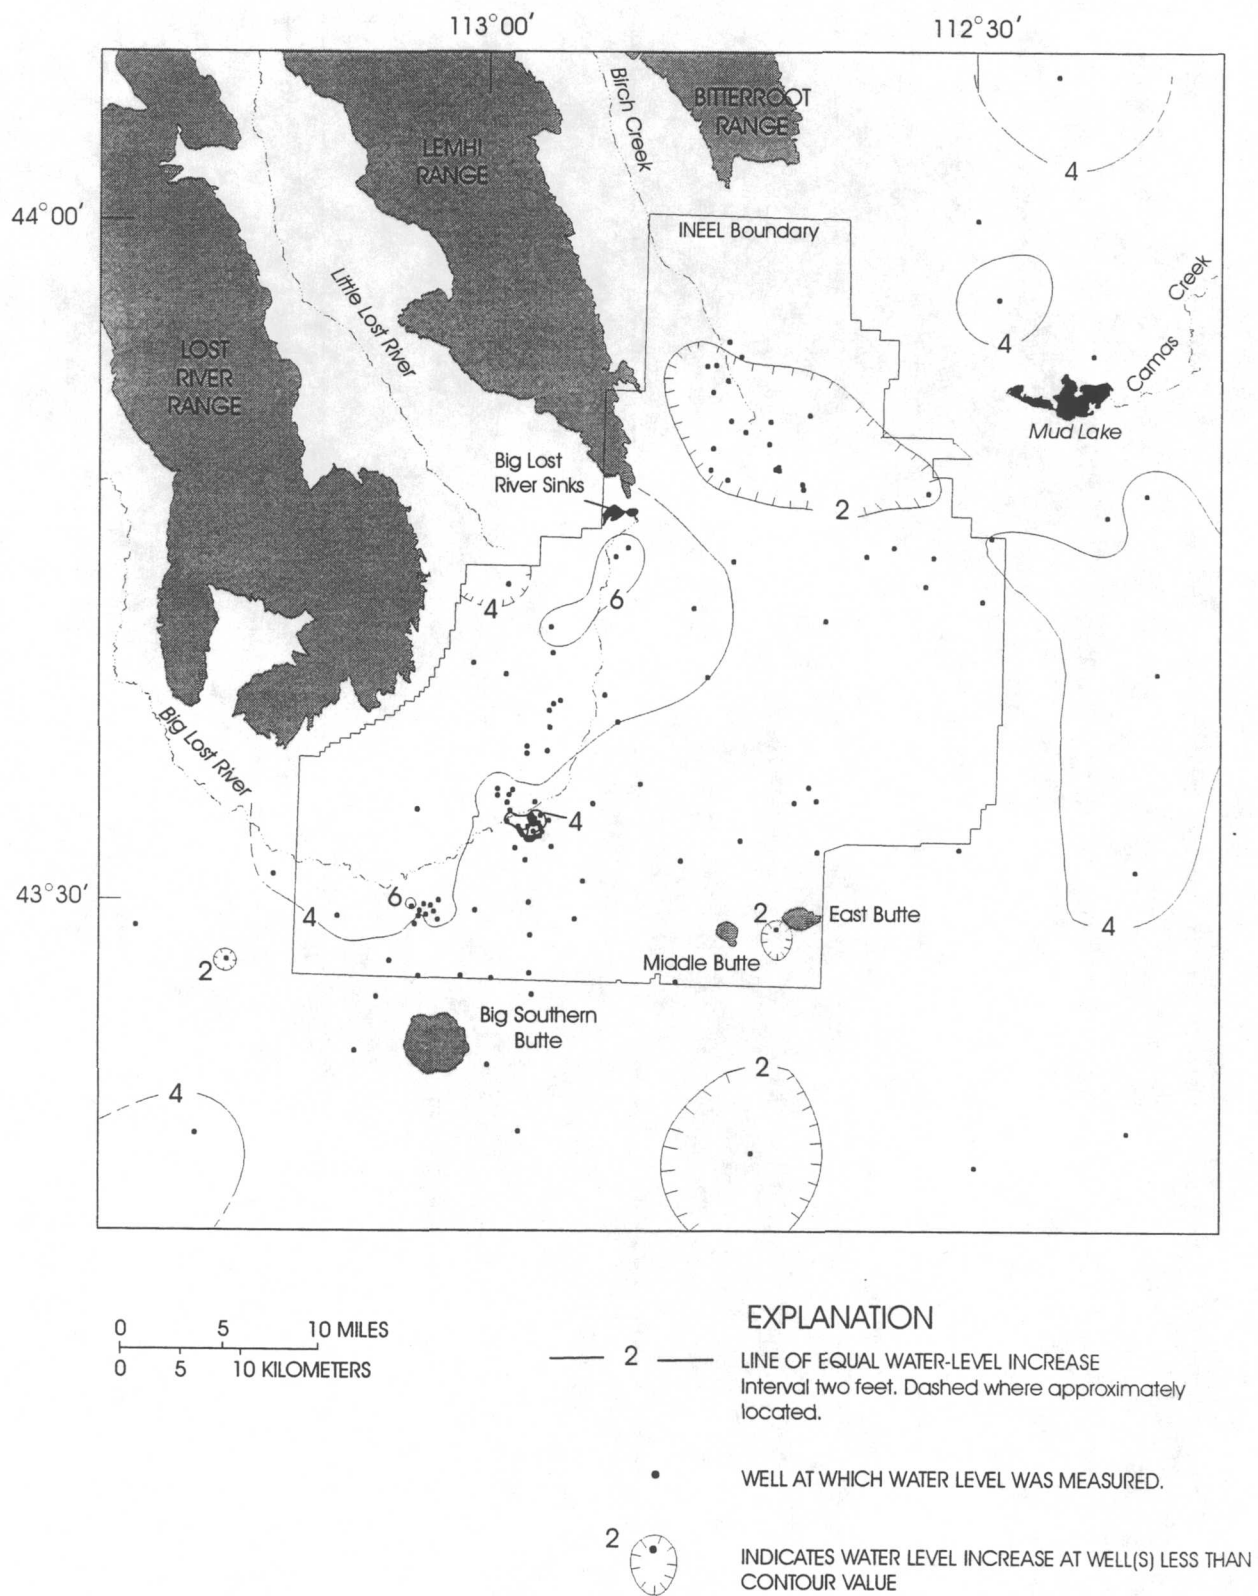 113°00′
112°30′
Birch Creek
BITTERROOT
RANGE
LEMHI
RANGE
4
44°00′
INEEL Boundary
Little Lost River
Camas Creek
4
LOST
RIVER
RANGE
Mud Lake
Big Lost
River Sinks
2
4
6
Big Lost River
4
43°30′
6
4
2
East Butte
4
2
Middle Butte
Big Southern
Butte
2
4
0 5 10 MILES
0 5 10 KILOMETERS
EXPLANATION
2
LINE OF EQUAL WATER-LEVEL INCREASE
Interval two feet. Dashed where approximately
located.
WELL AT WHICH WATER LEVEL WAS MEASURED.
2
INDICATES WATER LEVEL INCREASE AT WELL(S) LESS THAN
CONTOUR VALUE